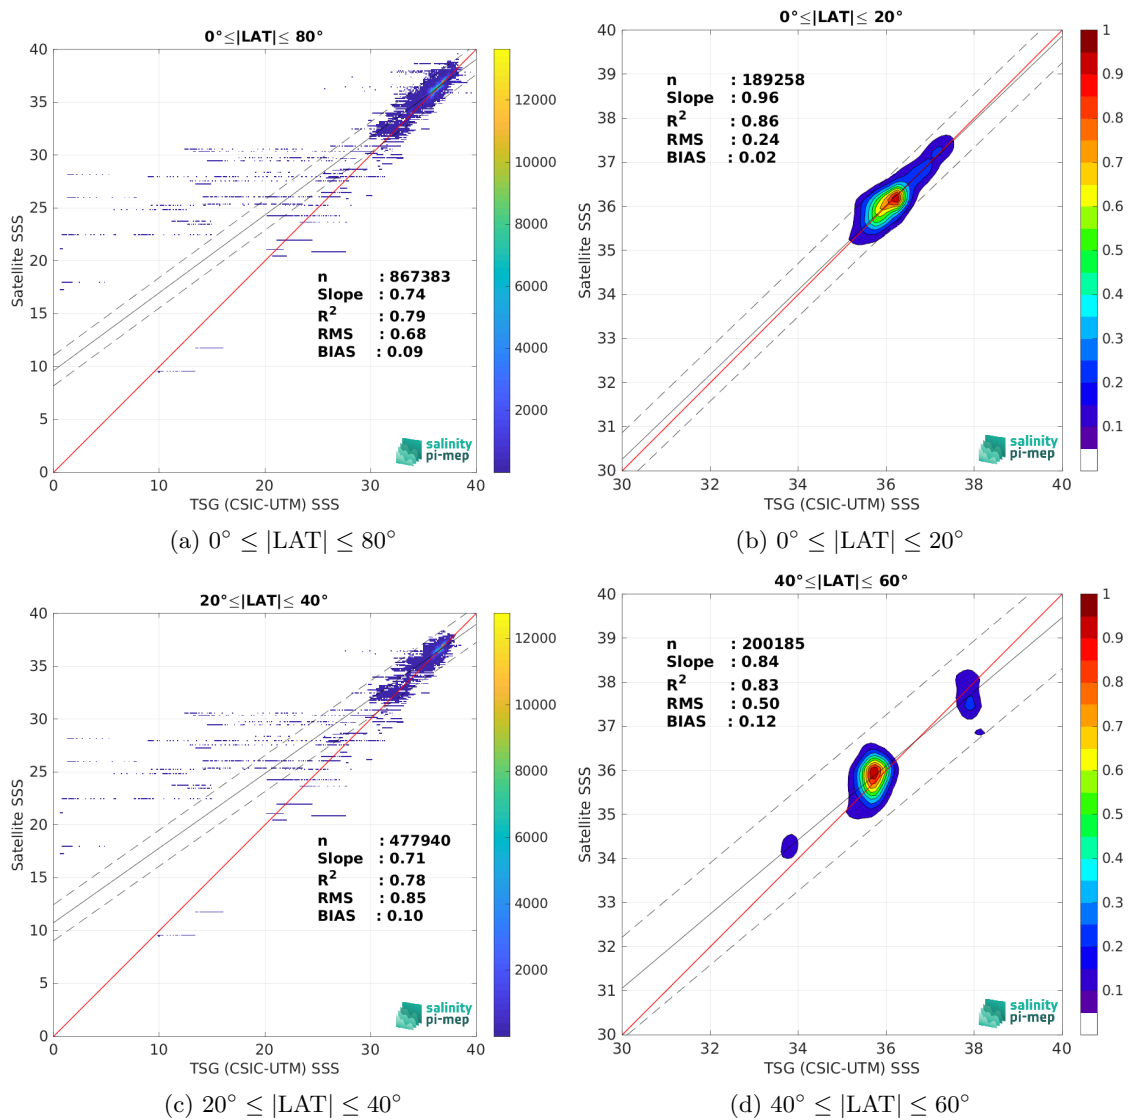 0°≤|LAT|≤ 80°
40
35
30
25
20
15
10
5
0
Satellite SSS
n : 867383
Slope : 0.74
R² : 0.79
RMS : 0.68
BIAS : 0.09
salinity
pi-mep
0 10 20 30 40
TSG (CSIC-UTM) SSS
12000
10000
8000
6000
4000
2000
(a) 0° ≤ |LAT| ≤ 80°
0°≤|LAT|≤ 20°
40
39
38
37
36
35
34
33
32
31
30
Satellite SSS
n : 189258
Slope : 0.96
R² : 0.86
RMS : 0.24
BIAS : 0.02
salinity
pi-mep
30 32 34 36 38 40
TSG (CSIC-UTM) SSS
1
0.9
0.8
0.7
0.6
0.5
0.4
0.3
0.2
0.1
(b) 0° ≤ |LAT| ≤ 20°
20°≤|LAT|≤ 40°
40
35
30
25
20
15
10
5
0
Satellite SSS
n : 477940
Slope : 0.71
R² : 0.78
RMS : 0.85
BIAS : 0.10
salinity
pi-mep
0 10 20 30 40
TSG (CSIC-UTM) SSS
12000
10000
8000
6000
4000
2000
0
(c) 20° ≤ |LAT| ≤ 40°
40°≤|LAT|≤ 60°
40
39
38
37
36
35
34
33
32
31
30
Satellite SSS
n : 200185
Slope : 0.84
R² : 0.83
RMS : 0.50
BIAS : 0.12
salinity
pi-mep
30 32 34 36 38 40
TSG (CSIC-UTM) SSS
1
0.9
0.8
0.7
0.6
0.5
0.4
0.3
0.2
0.1
(d) 40° ≤ |LAT| ≤ 60°